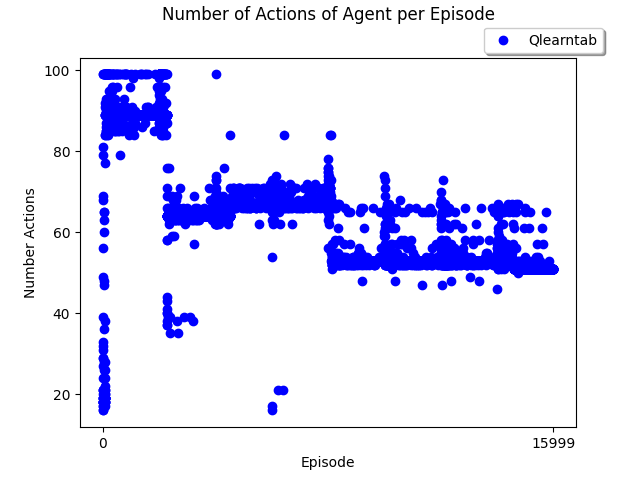 Number of Actions of Agent per Episode
Qlearntab
100
80
60
40
20
Number Actions
0
15999
Episode